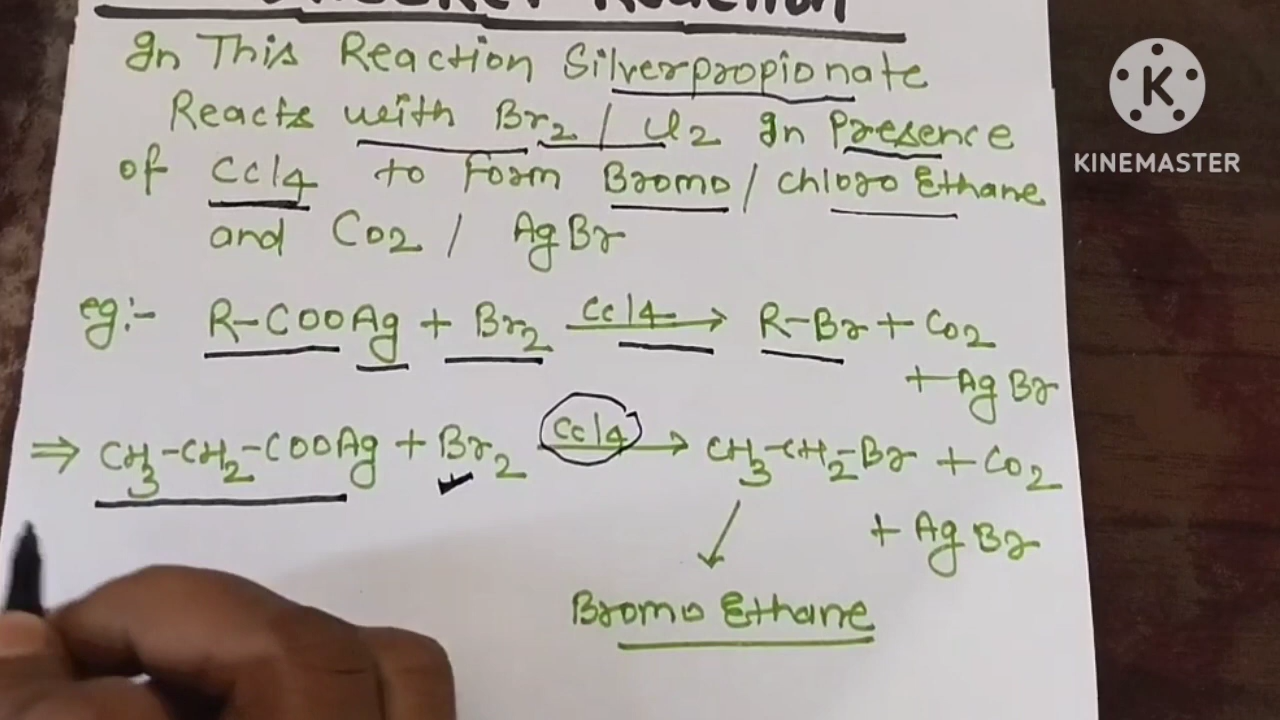 Reaction
In This Reaction Silverpropionate
Reacts with Br2 / Cl2 In Presence
of CCl4 to Form Bromo / chloro Ethane
and CO2 / AgBr
eg:- R-COOAg + Br2 CCl4 → R-Br + CO2
+ AgBr
⇒ CH3-CH2-COOAg + Br2 CCl4 → CH3-CH2-Br + CO2
+ AgBr
Bromo Ethane
K
KINEMASTER